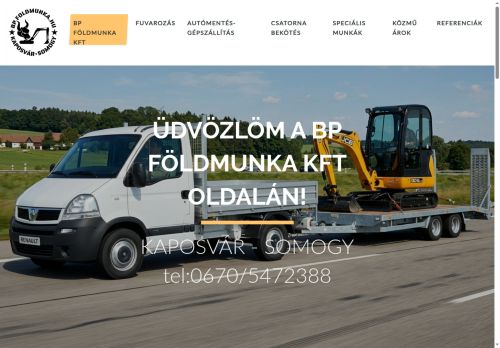 BP FOLDMUNKA.HU
KAPOSVÁR-SOMOGY
BP FÖLDMUNKA KFT
FUVAROZÁS
AUTÓMENTÉS-GÉPSZÁLLÍTÁS
CSATORNA BEKÖTÉS
SPECIÁLIS MUNKÁK
KÖZMŰ ÁROK
REFERENCIÁK
ÜDVÖZLÖM A BP
FÖLDMUNKA KFT
OLDALÁN!
KAPOSVÁR - SOMOGY
tel:0670/5472388
RENAULT
JCB